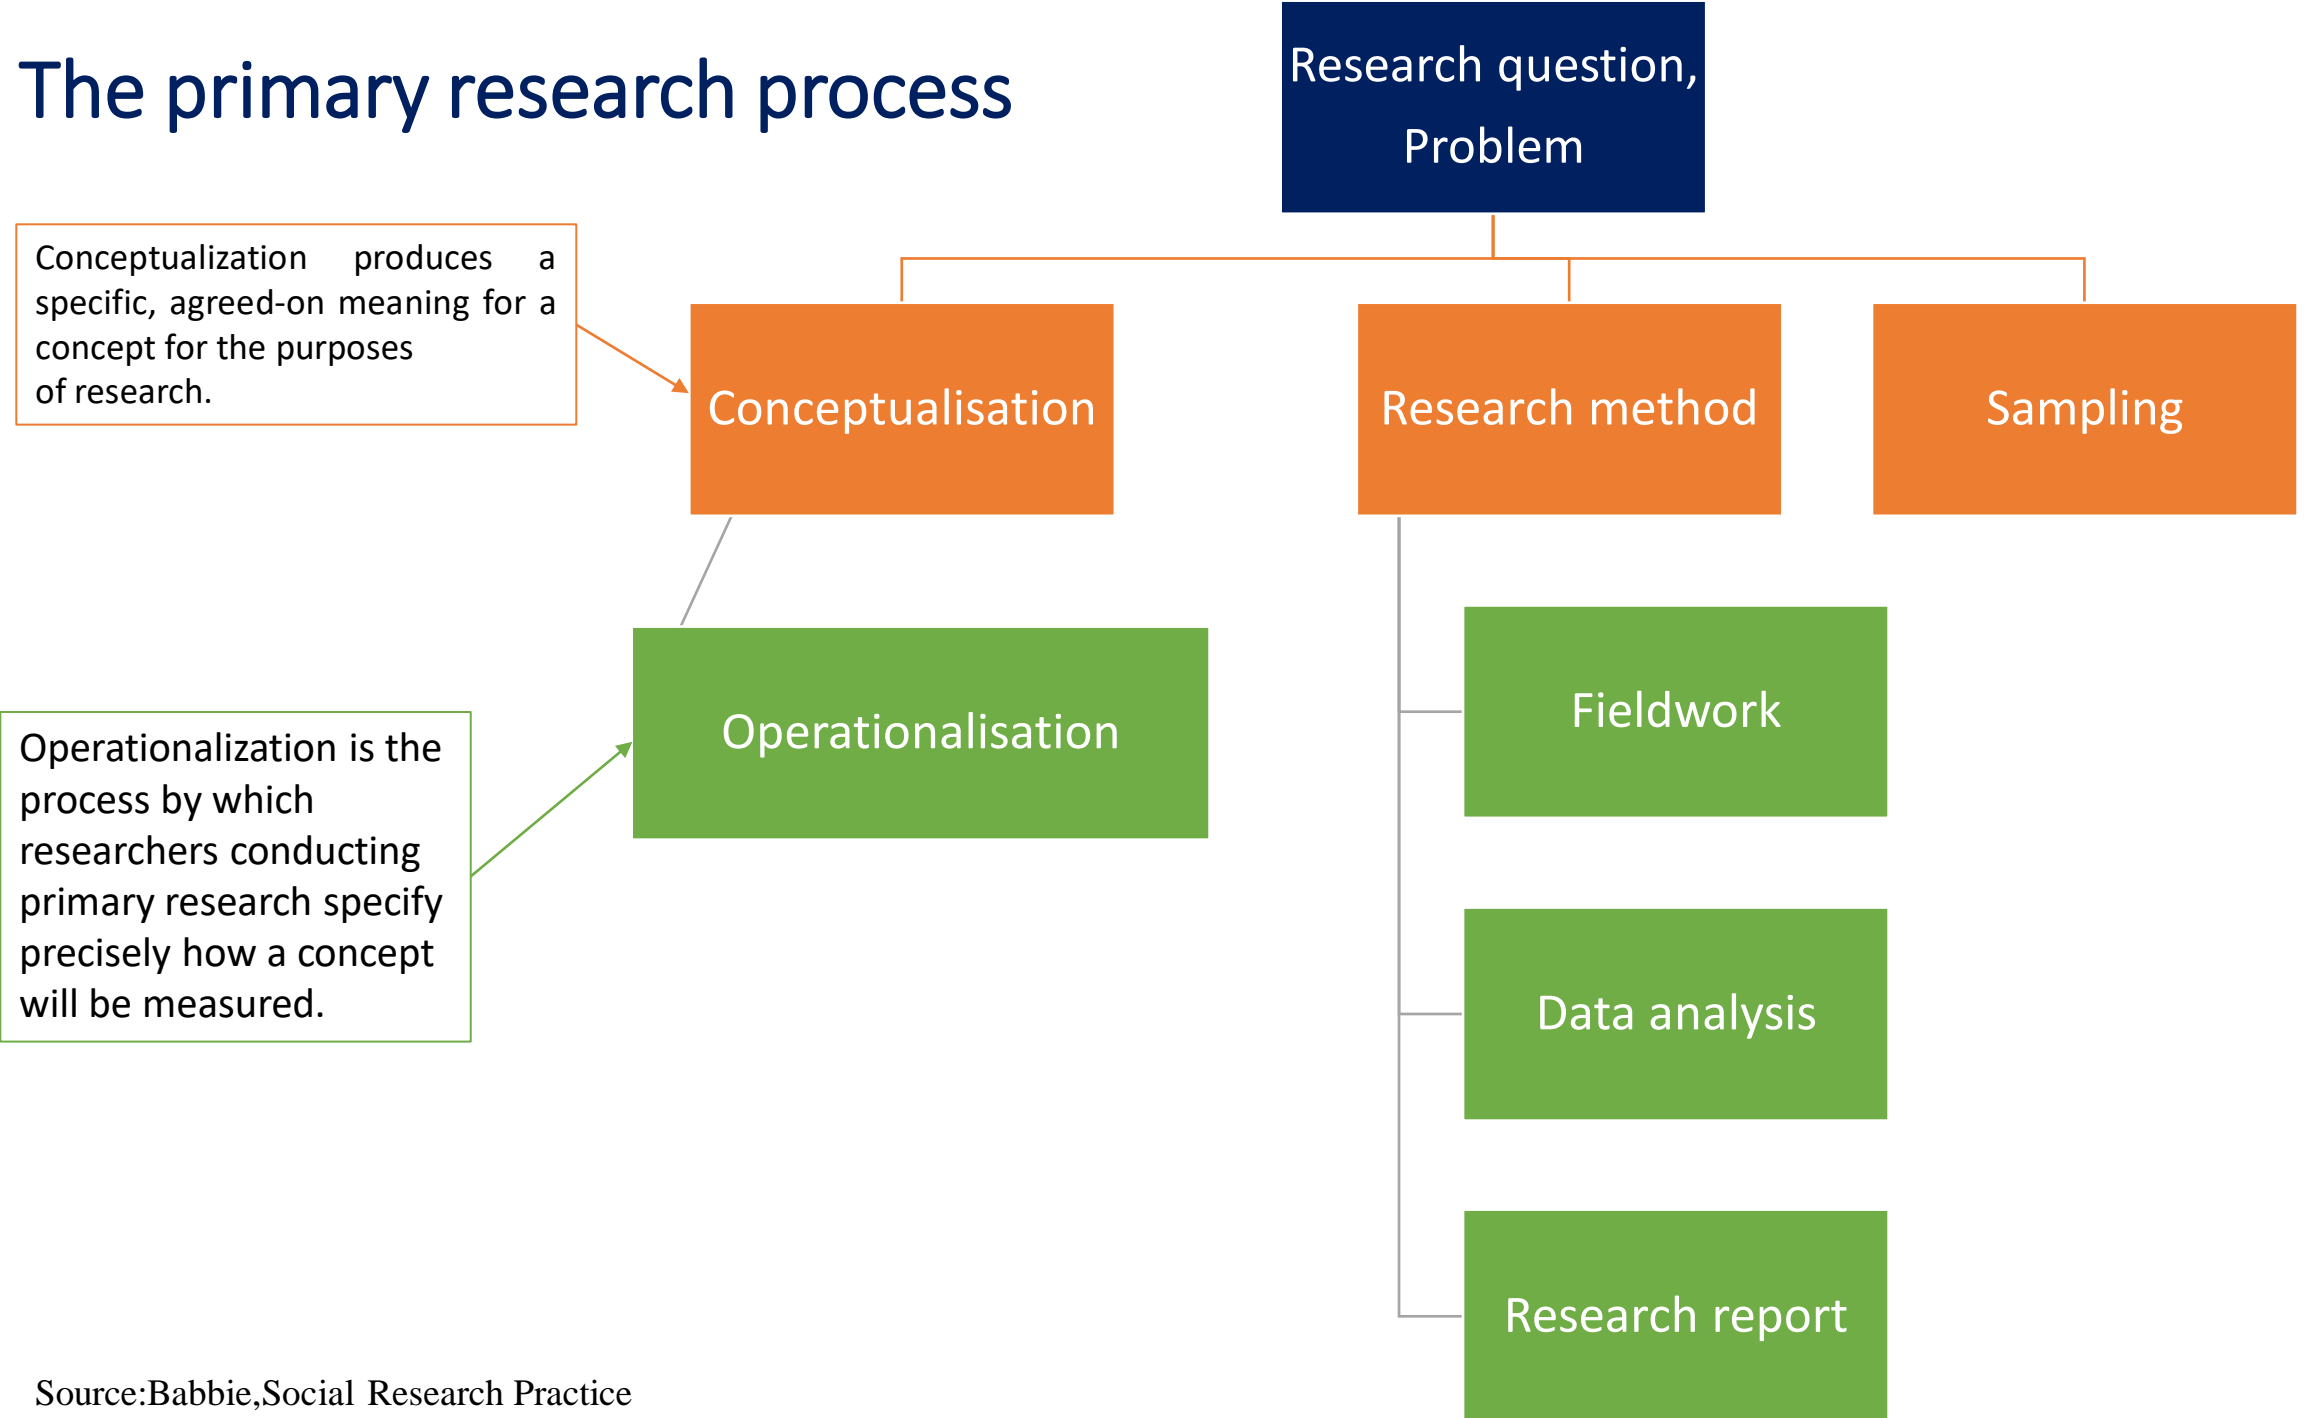 The primary research process
Research question,
Problem
Conceptualization produces a
specific, agreed-on meaning for a
concept for the purposes
of research.
Conceptualisation
Research method
Sampling
Operationalisation
Operationalization is the
process by which
researchers conducting
primary research specify
precisely how a concept
will be measured.
Fieldwork
Data analysis
Research report
Source:Babbie,Social Research Practice